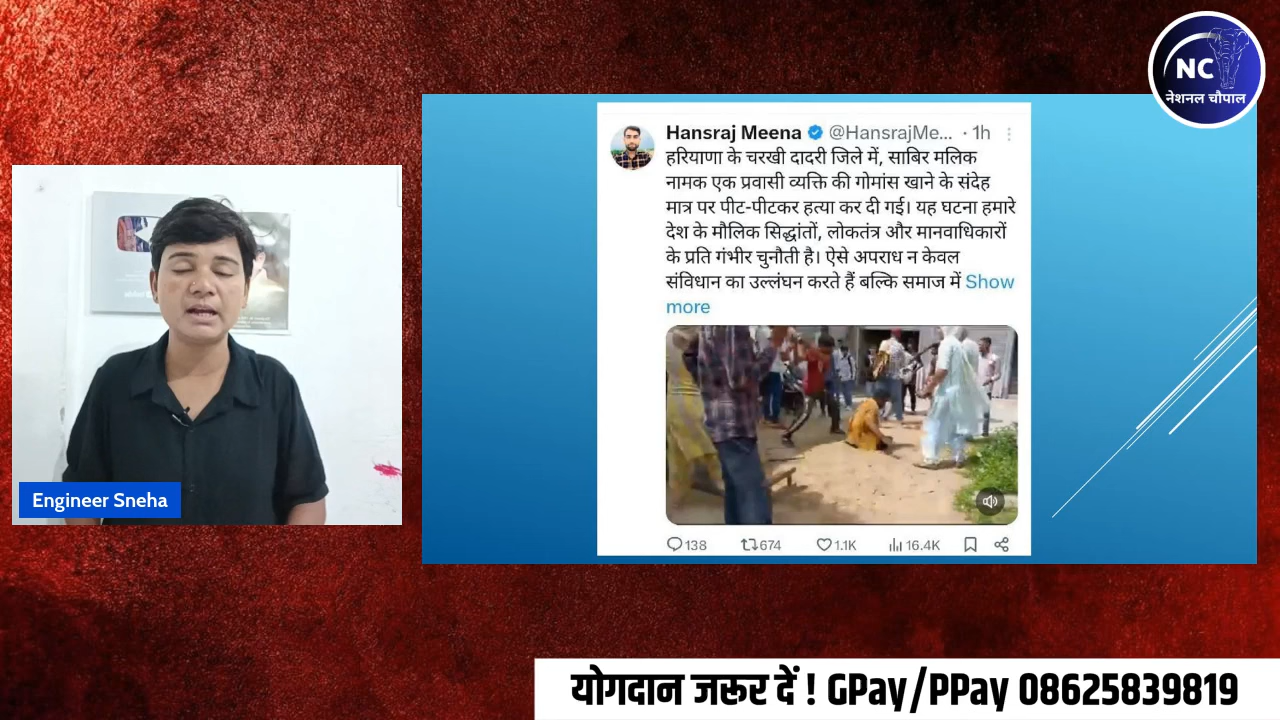 NC
नेशनल चौपाल
Hansraj Meena @HansrajMe... · 1h
हरियाणा के चरखी दादरी जिले में, साबिर मलिक
नामक एक प्रवासी व्यक्ति की गोमांस खाने के संदेह
मात्र पर पीट-पीटकर हत्या कर दी गई। यह घटना हमारे
देश के मौलिक सिद्धांतों, लोकतंत्र और मानवाधिकारों
के प्रति गंभीर चुनौती है। ऐसे अपराध न केवल
संविधान का उल्लंघन करते हैं बल्कि समाज में Show
more
138 674 1.1K 16.4K
Engineer Sneha
योगदान जरूर दें ! GPay/PPay 08625839819